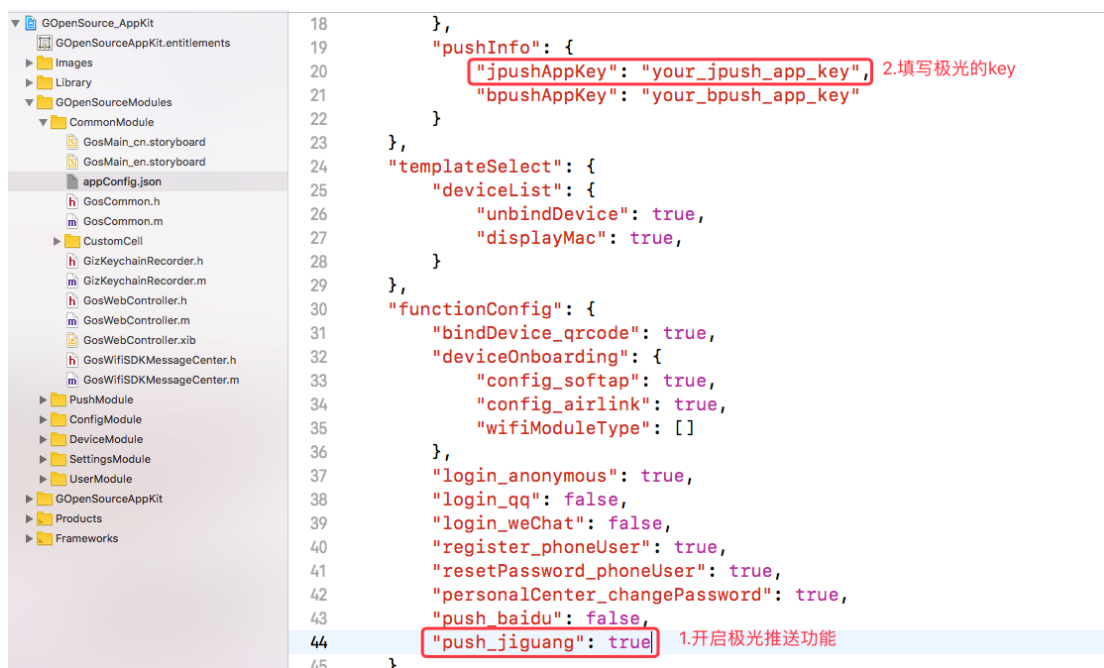 GOpenSource_AppKit
GOpenSourceAppKit.entitlements
Images
Library
GOpenSourceModules
CommonModule
GosMain_cn.storyboard
GosMain_en.storyboard
appConfig.json
GosCommon.h
GosCommon.m
CustomCell
GizKeychainRecorder.h
GizKeychainRecorder.m
GosWebController.h
GosWebController.m
GosWebController.xib
GosWifiSDKMessageCenter.h
GosWifiSDKMessageCenter.m
PushModule
ConfigModule
DeviceModule
SettingsModule
UserModule
GOpenSourceAppKit
Products
Frameworks
18 },
19 "pushInfo": {
20 "jpushAppKey": "your_jpush_app_key", 2.填写极光的key
21 "bpushAppKey": "your_bpush_app_key"
22 }
23 },
24 "templateSelect": {
25 "deviceList": {
26 "unbindDevice": true,
27 "displayMac": true,
28 }
29 },
30 "functionConfig": {
31 "bindDevice_qrcode": true,
32 "deviceOnboarding": {
33 "config_softap": true,
34 "config_airlink": true,
35 "wifiModuleType": []
36 },
37 "login_anonymous": true,
38 "login_qq": false,
39 "login_weChat": false,
40 "register_phoneUser": true,
41 "resetPassword_phoneUser": true,
42 "personalCenter_changePassword": true,
43 "push_baidu": false,
44 "push_jiguang": true 1.开启极光推送功能
45 }